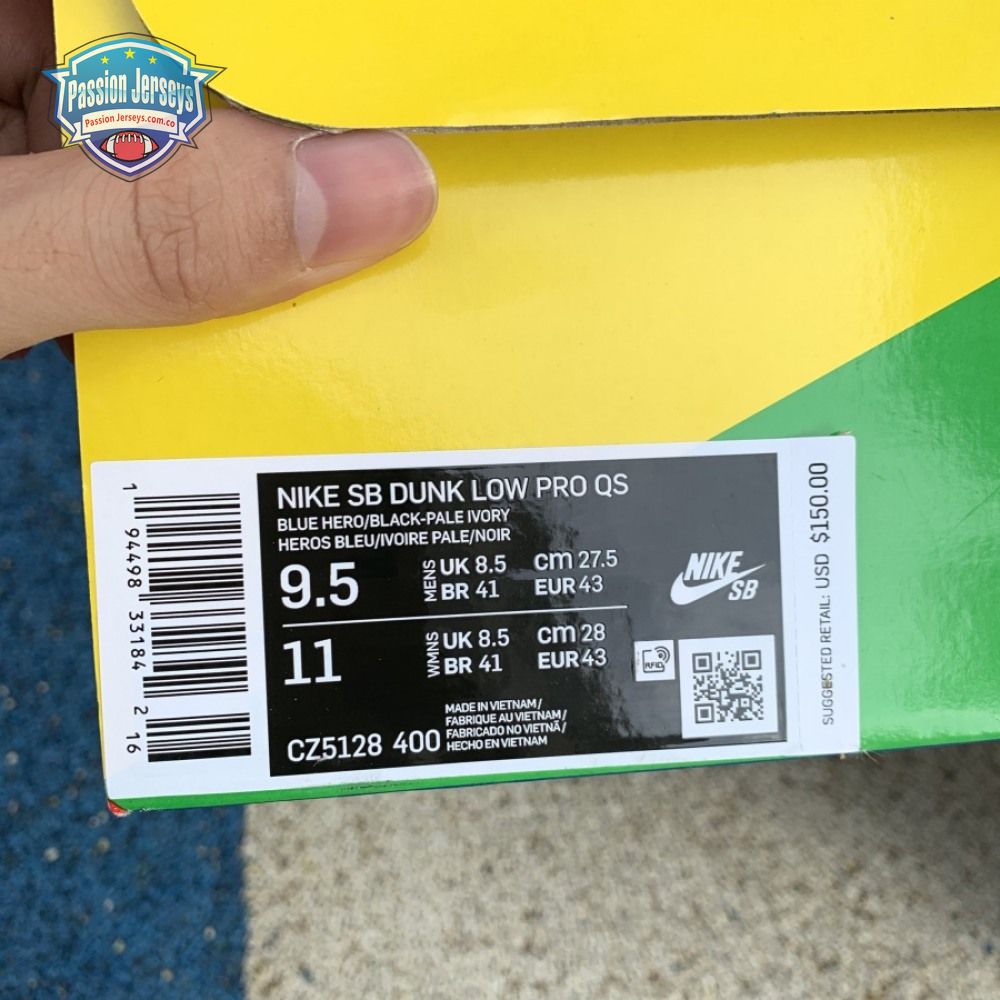 Passion Jerseys
Passion Jerseys.com.co
1 94498 33184 2 16
NIKE SB DUNK LOW PRO QS
BLUE HERO/BLACK-PALE IVORY
HEROS BLEU/IVOIRE PALE/NOIR
9.5 MENS UK 8.5 cm 27.5
BR 41 EUR 43
11 WMNS UK 8.5 cm 28
BR 41 EUR 43
NIKE
SB
RFID
MADE IN VIETNAM/
FABRIQUE AU VIETNAM/
FABRICADO NO VIETNÃ/
CZ5128 400 HECHO EN VIETNAM
SUGGESTED RETAIL: USD $150.00